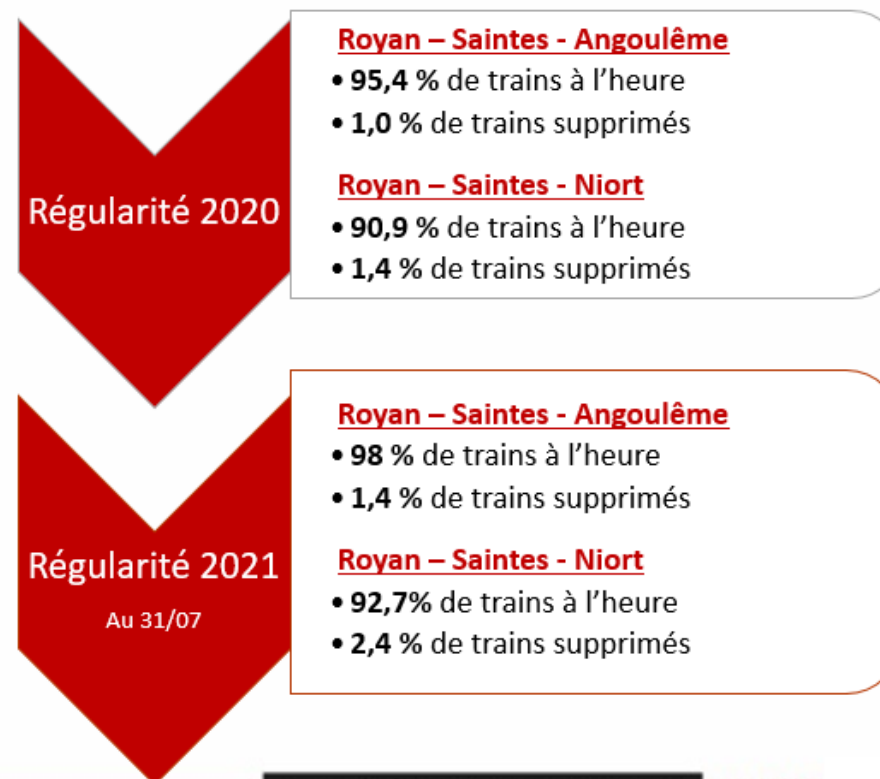 Régularité 2020
Royan – Saintes - Angoulême
• 95,4 % de trains à l’heure
• 1,0 % de trains supprimés
Royan – Saintes - Niort
• 90,9 % de trains à l’heure
• 1,4 % de trains supprimés
Régularité 2021
Au 31/07
Royan – Saintes - Angoulême
• 98 % de trains à l’heure
• 1,4 % de trains supprimés
Royan – Saintes - Niort
• 92,7% de trains à l’heure
• 2,4 % de trains supprimés